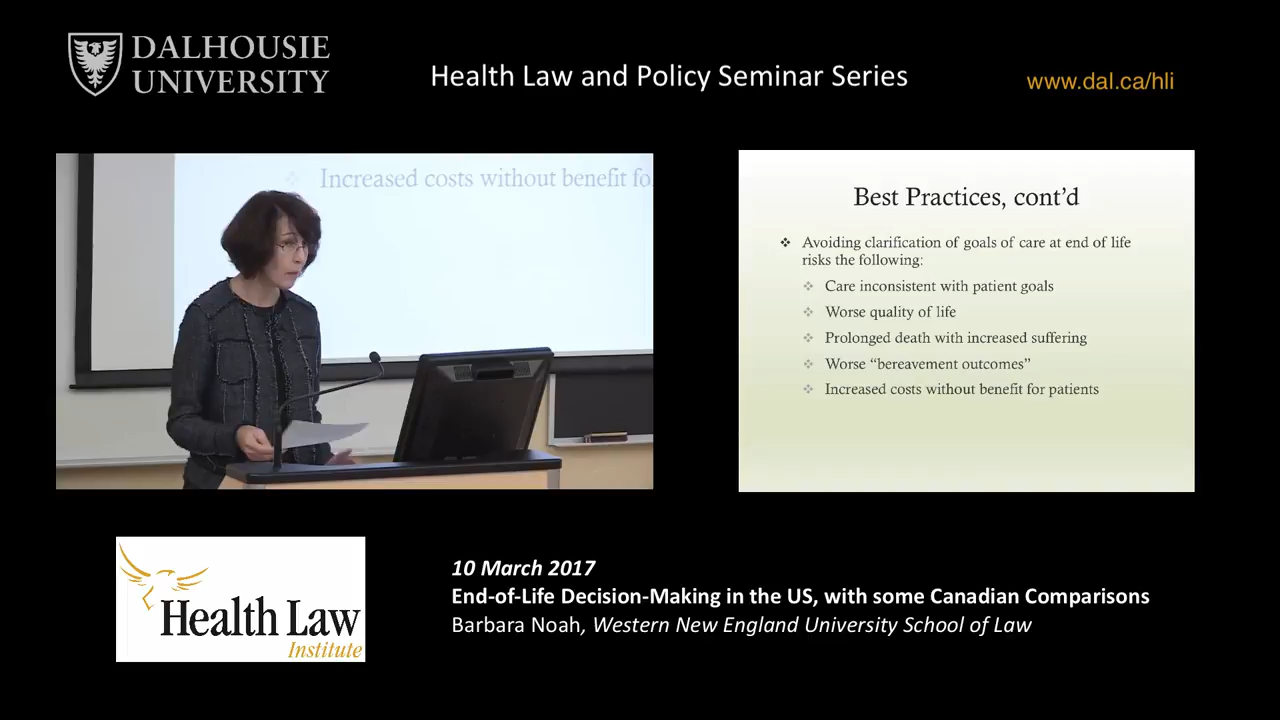 DALHOUSIE
UNIVERSITY
Health Law and Policy Seminar Series
www.dal.ca/hli
Increased costs without benefit fo
Best Practices, cont’d
❖ Avoiding clarification of goals of care at end of life
risks the following:
❖ Care inconsistent with patient goals
❖ Worse quality of life
❖ Prolonged death with increased suffering
❖ Worse “bereavement outcomes”
❖ Increased costs without benefit for patients
Health Law
Institute
10 March 2017
End-of-Life Decision-Making in the US, with some Canadian Comparisons
Barbara Noah, Western New England University School of Law